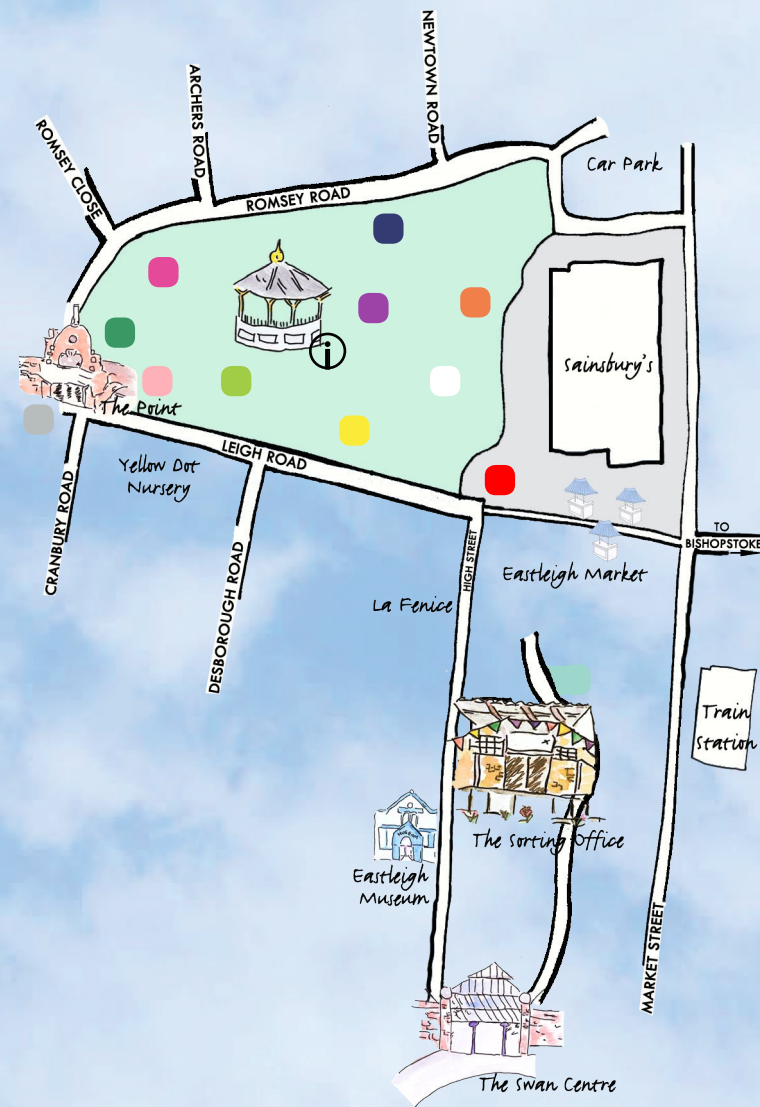 NEWTOWN ROAD
ARCHERS ROAD
ROMSEY CLOSE
Car Park
ROMSEY ROAD
i
Sainsbury's
The Point
LEIGH ROAD
Yellow Dot
Nursery
CRANBURY ROAD
DESBOROUGH ROAD
HIGH STREET
TO
BISHOPSTOKE
Eastleigh Market
La Fenice
Train
Station
The Sorting Office
Eastleigh
Museum
MARKET STREET
The Swan Centre